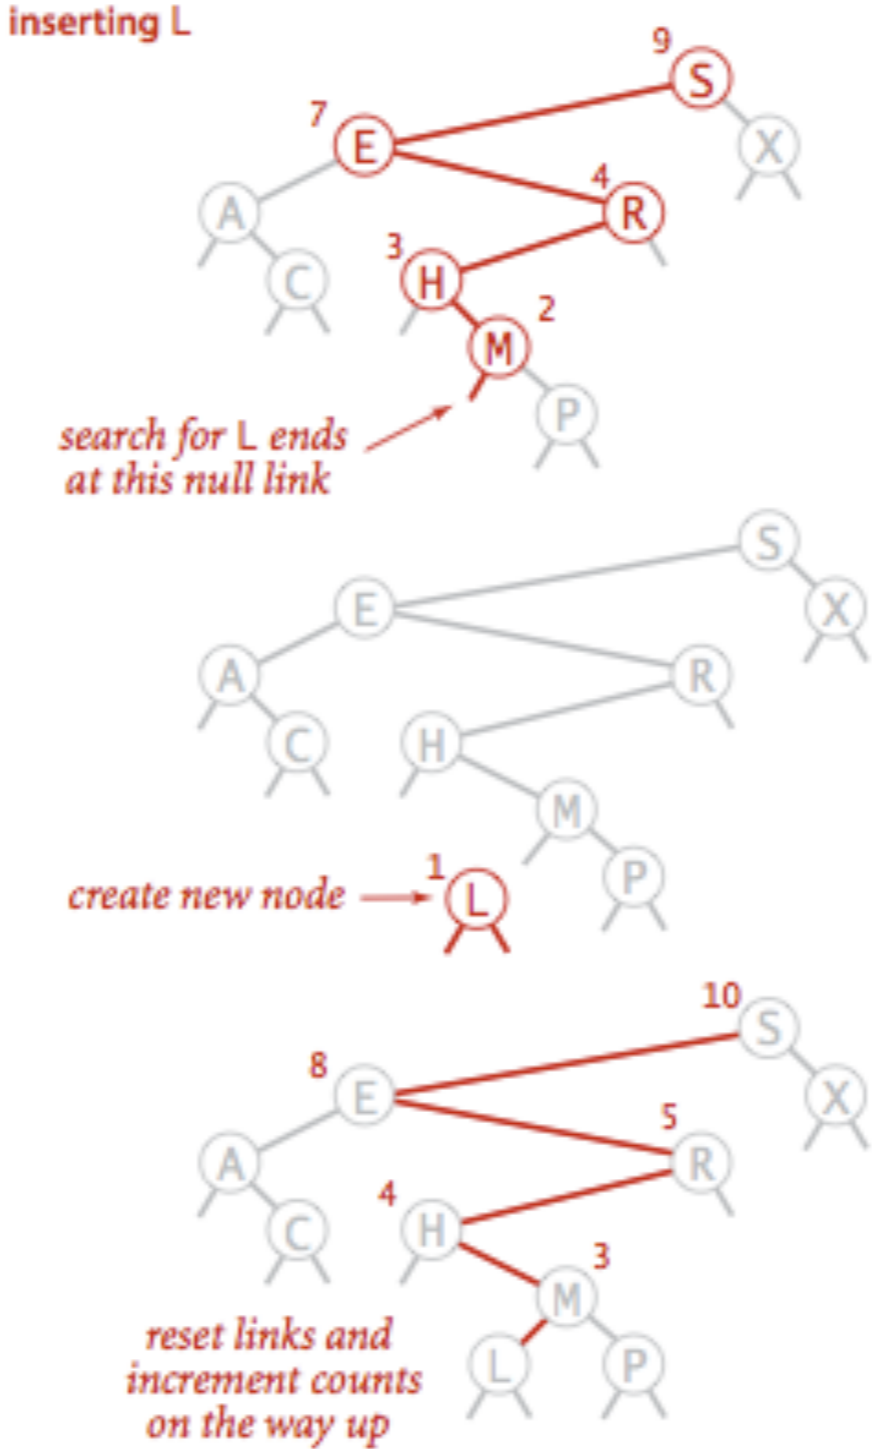 inserting L
9
S
7
E
X
4
A
R
3
C
H
2
M
P
search for L ends
at this null link
S
E
X
A
R
C
H
M
P
1
create new node
L
10
S
8
E
X
5
A
R
4
C
H
3
M
reset links and
L
P
increment counts
on the way up